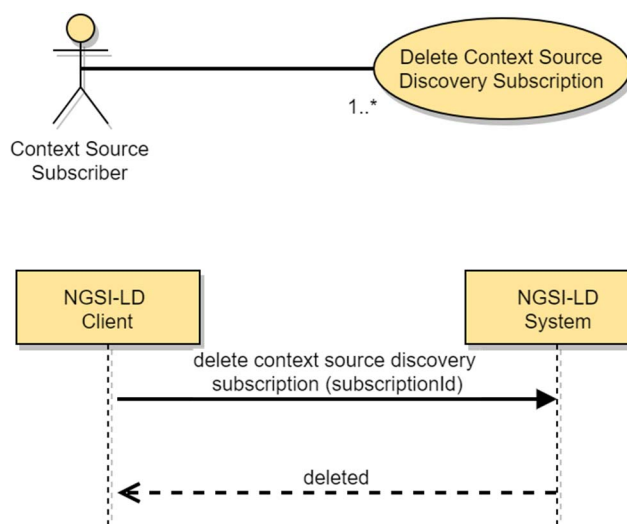 Delete Context Source
Discovery Subscription
1..*
Context Source
Subscriber
NGSI-LD
Client
NGSI-LD
System
delete context source discovery
subscription (subscriptionId)
deleted